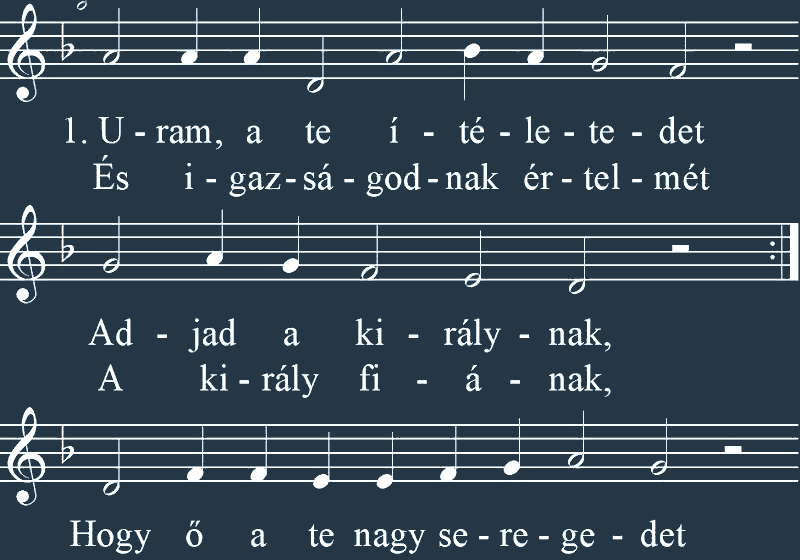 1. U - ram, a te í - té - le - te - det
És i - gaz - sá - god - nak ér - tel - mét
Ad - jad a ki - rály - nak,
A ki - rály fi - á - nak,
Hogy ő a te nagy se - re - ge - det